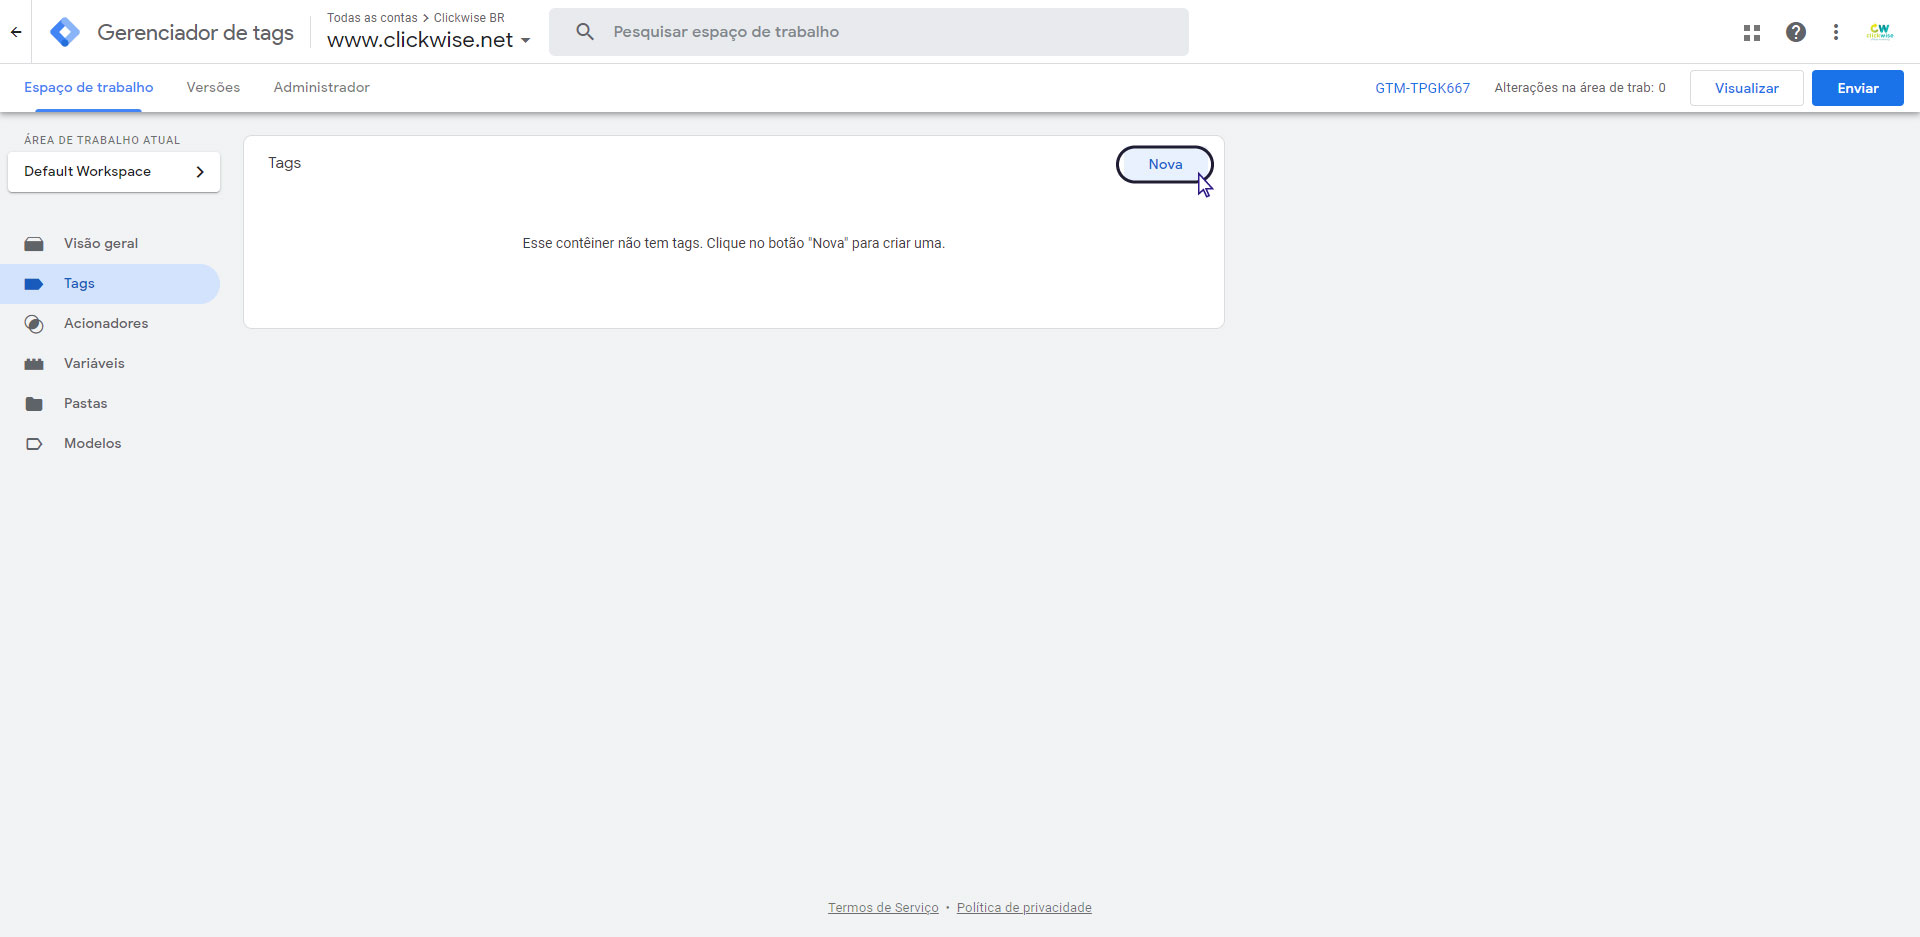 Gerenciador de tags
Todas as contas > Clickwise BR
www.clickwise.net
Pesquisar espaço de trabalho
CW
clickwise
Espaço de trabalho
Versões
Administrador
GTM-TPGK667
Alterações na área de trab: 0
Visualizar
Enviar
ÁREA DE TRABALHO ATUAL
Default Workspace
Visão geral
Tags
Acionadores
Variáveis
Pastas
Modelos
Tags
Nova
Esse contêiner não tem tags. Clique no botão "Nova" para criar uma.
Termos de Serviço • Política de privacidade